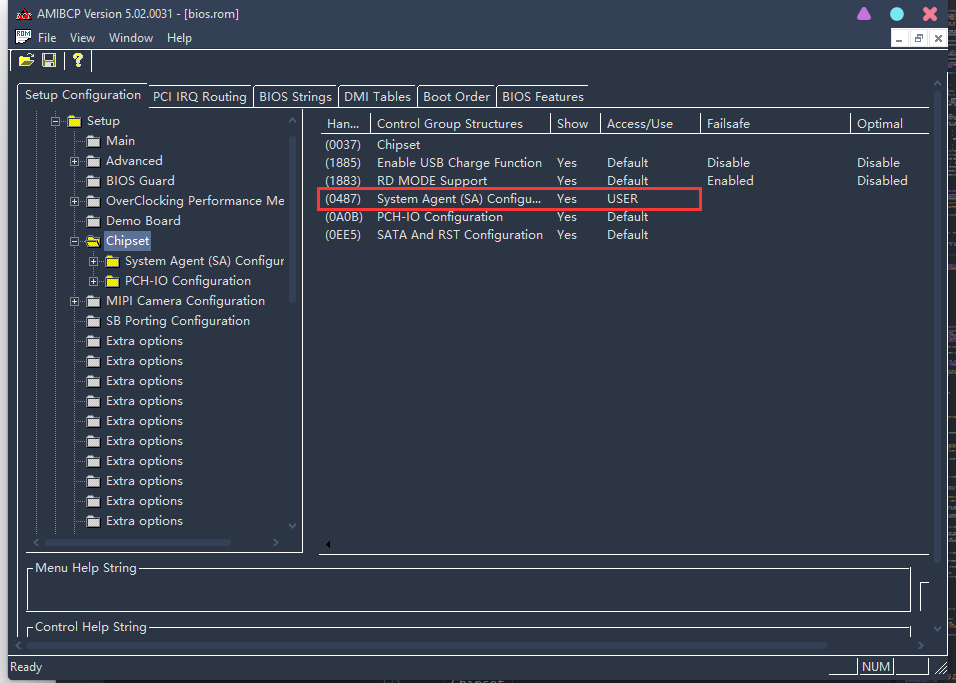 AMIBCP Version 5.02.0031 - [bios.rom]
File View Window Help
Setup Configuration PCI IRQ Routing BIOS Strings DMI Tables Boot Order BIOS Features
Setup
Main
Advanced
BIOS Guard
OverClocking Performance Me
Demo Board
Chipset
System Agent (SA) Configur
PCH-IO Configuration
MIPI Camera Configuration
SB Porting Configuration
Extra options
Extra options
Extra options
Extra options
Extra options
Extra options
Extra options
Extra options
Extra options
Extra options
Han... Control Group Structures Show Access/Use Failsafe Optimal
(0037) Chipset
(1885) Enable USB Charge Function Yes Default Disable Disable
(1883) RD MODE Support Yes Default Enabled Disabled
(0487) System Agent (SA) Configu... Yes USER
(0A0B) PCH-IO Configuration Yes Default
(0EE5) SATA And RST Configuration Yes Default
Menu Help String
Control Help String
Ready NUM